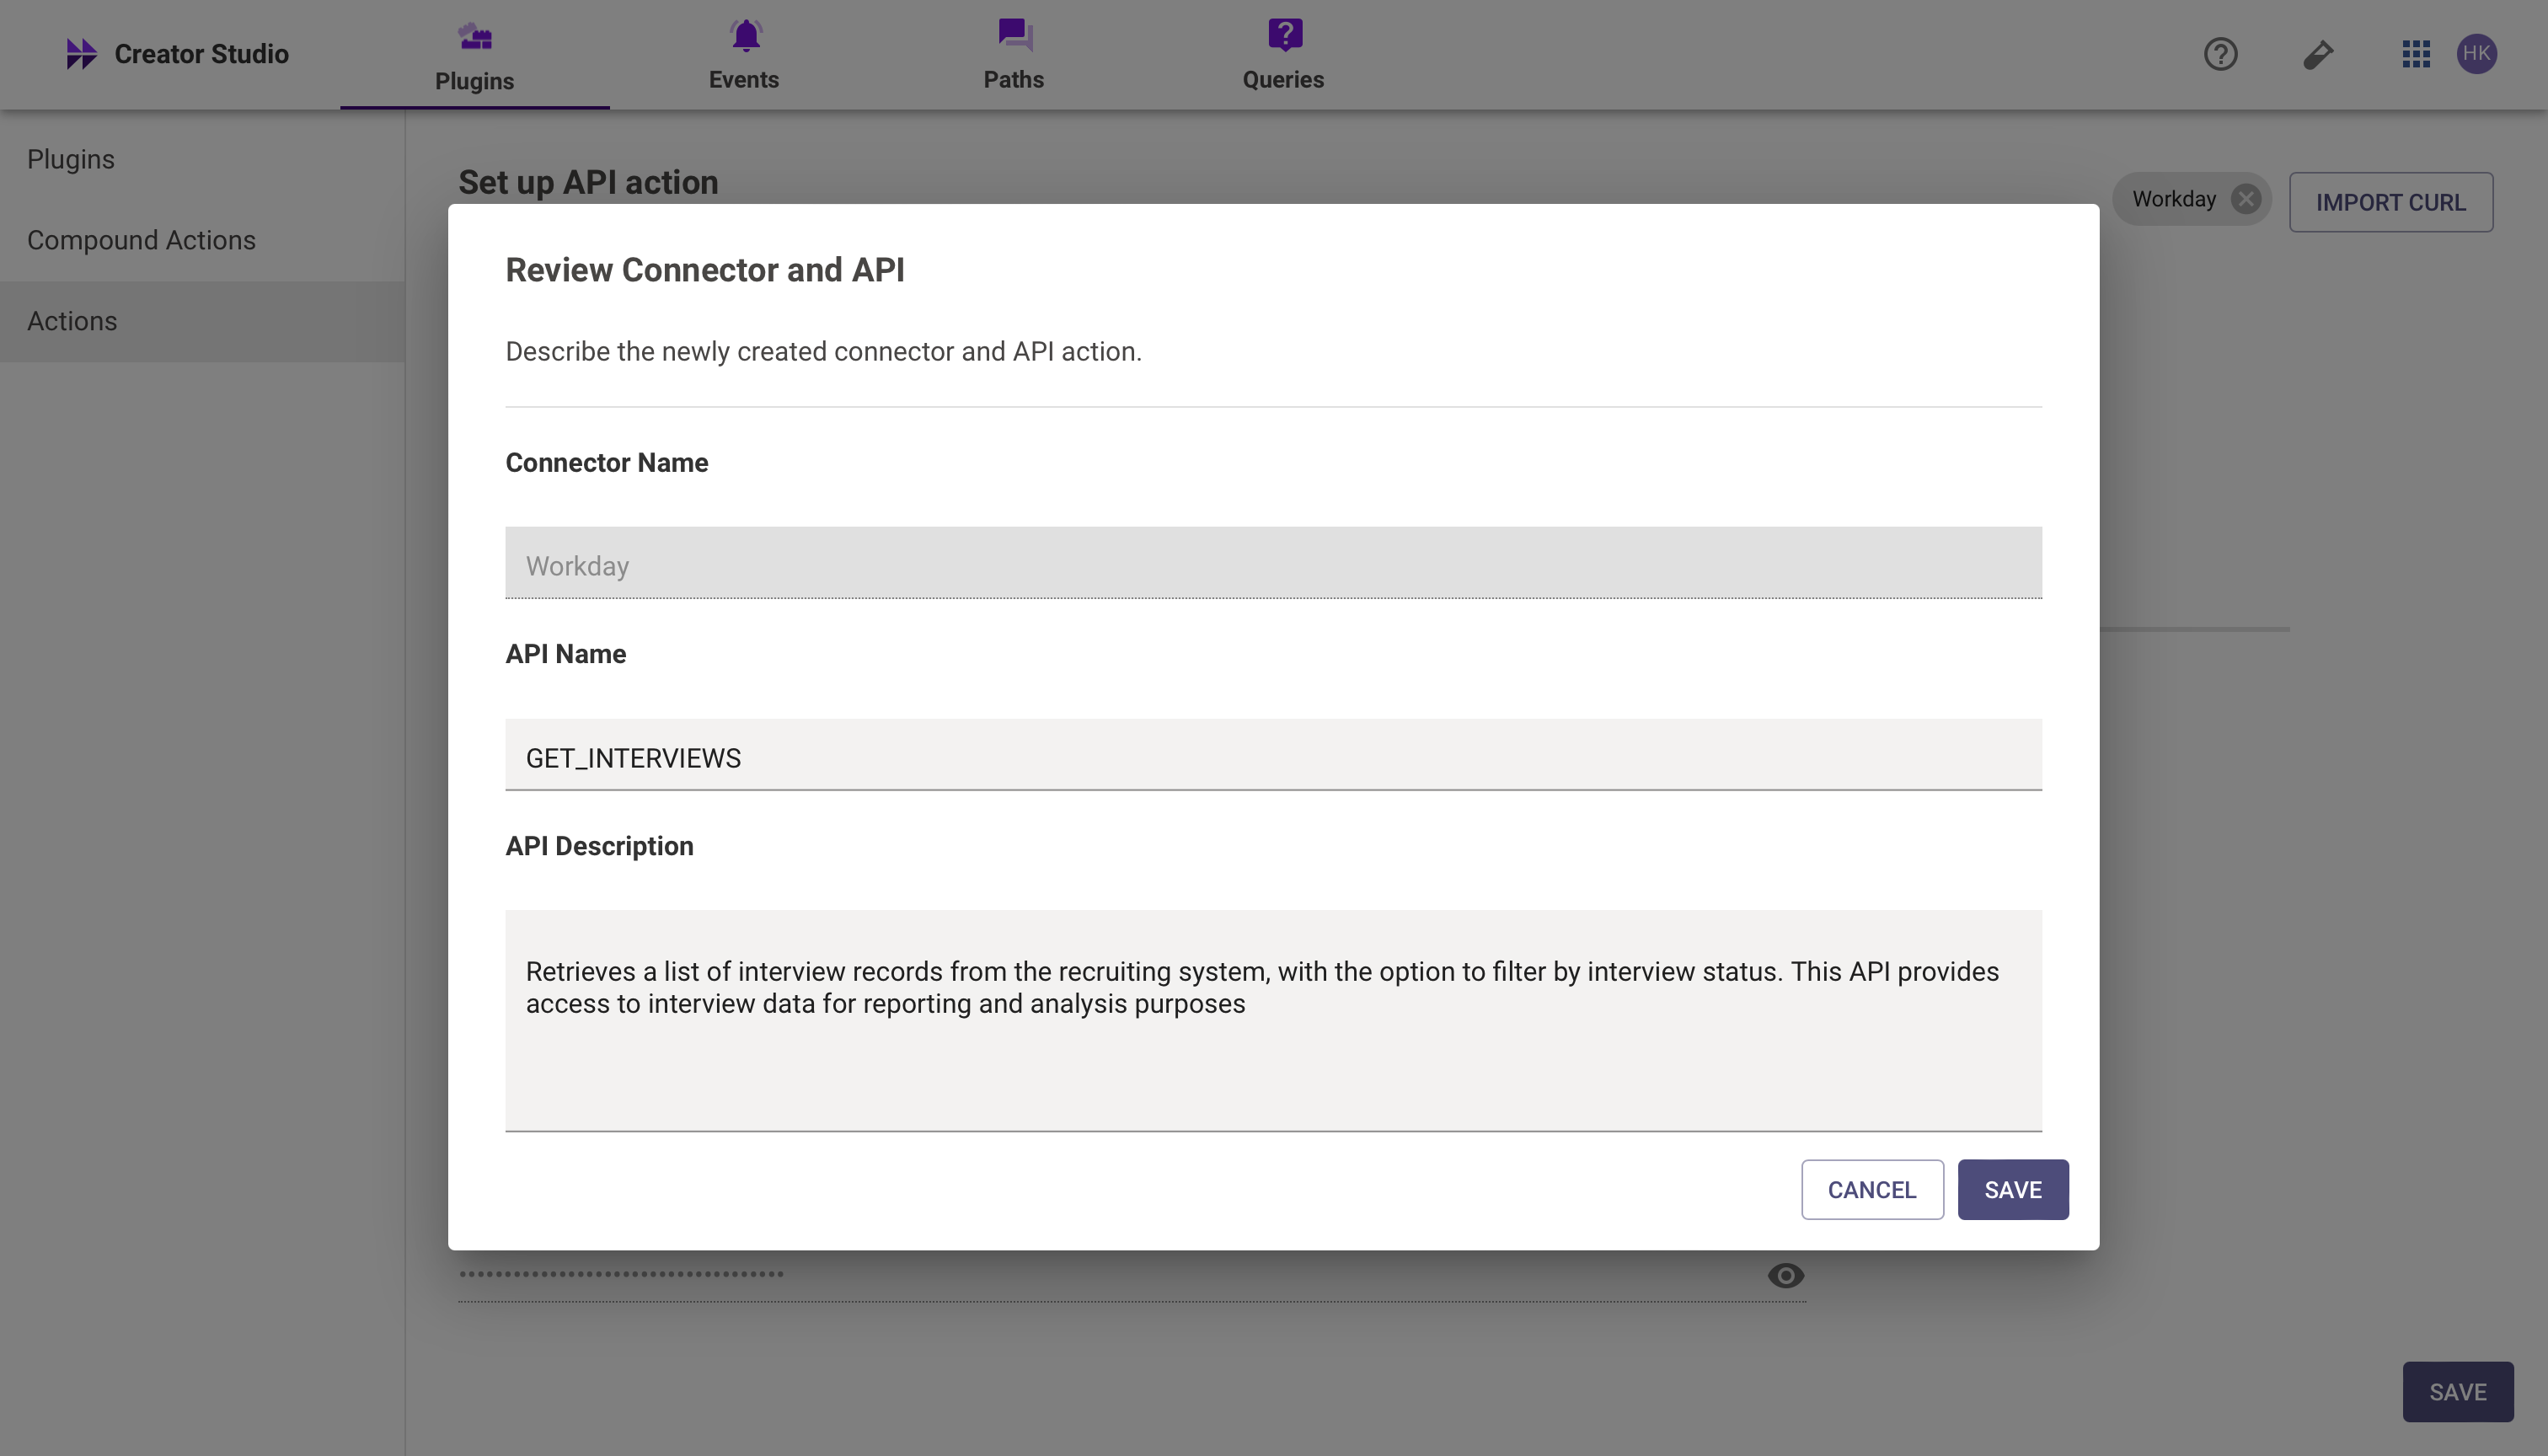 Creator Studio
Plugins
Events
Paths
Queries
HK
Plugins
Compound Actions
Actions
Set up API action
Workday
IMPORT CURL
Review Connector and API
Describe the newly created connector and API action.
Connector Name
Workday
API Name
GET_INTERVIEWS
API Description
Retrieves a list of interview records from the recruiting system, with the option to filter by interview status. This API provides
access to interview data for reporting and analysis purposes
CANCEL
SAVE
SAVE